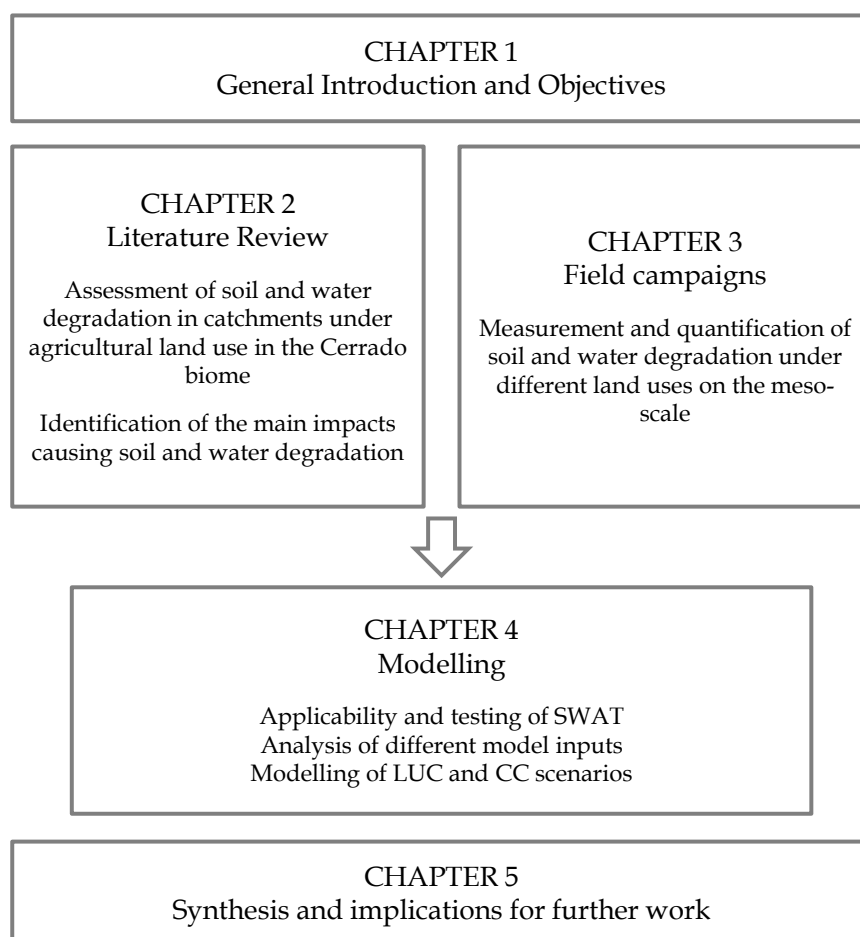 CHAPTER 1
General Introduction and Objectives
CHAPTER 2
Literature Review
Assessment of soil and water
degradation in catchments under
agricultural land use in the Cerrado
biome
Identification of the main impacts
causing soil and water degradation
CHAPTER 3
Field campaigns
Measurement and quantification of
soil and water degradation under
different land uses on the meso-
scale
CHAPTER 4
Modelling
Applicability and testing of SWAT
Analysis of different model inputs
Modelling of LUC and CC scenarios
CHAPTER 5
Synthesis and implications for further work